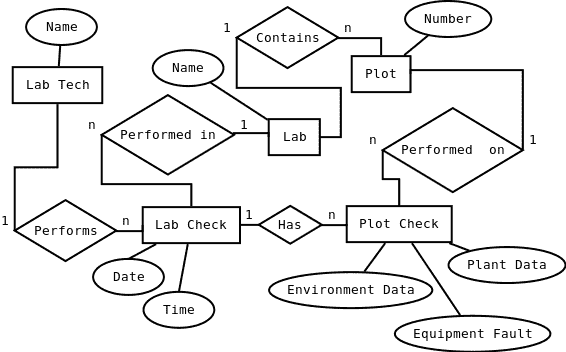 Name
Lab Tech
1
Contains
n
Number
Name
Plot
n
Performed in
1
Lab
n
Performed on
1
1
Performs
n
Lab Check
1
Has
n
Plot Check
Date
Time
Plant Data
Environment Data
Equipment Fault